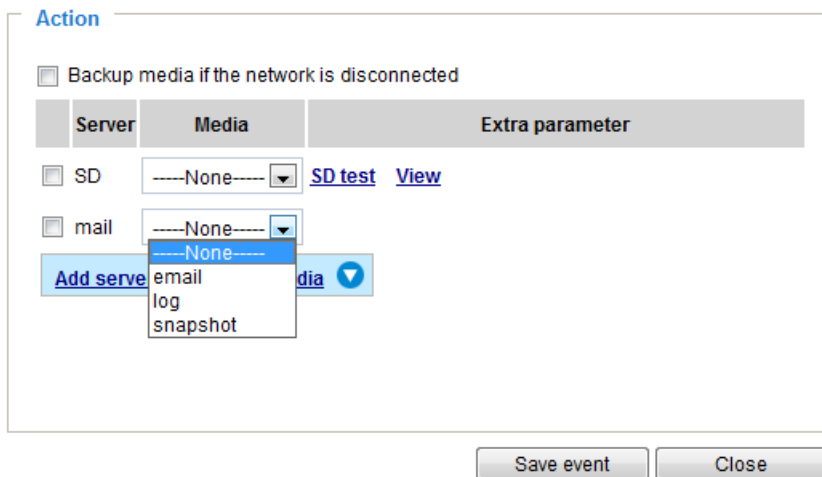 Action
Backup media if the network is disconnected
Server Media Extra parameter
SD -----None----- SD test View
mail -----None-----
-----None-----
Add serve dia
email
log
snapshot
Save event Close